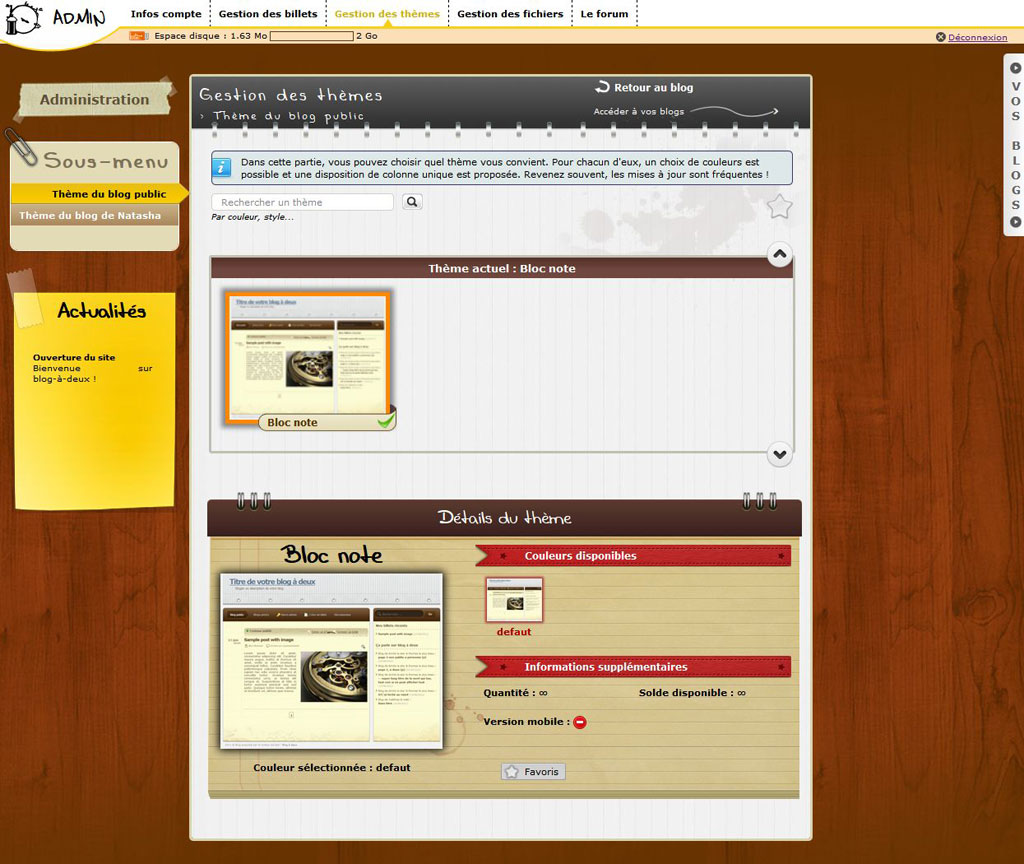 ADMIN
Infos compte Gestion des billets Gestion des thèmes Gestion des fichiers Le forum
Espace disque : 1.63 Mo 2 Go
Déconnexion
VOS BLOGS
Administration
Sous-menu
Thème du blog public
Thème du blog de Natasha
Actualités
Ouverture du site
Bienvenue sur
blog-à-deux !
Gestion des thèmes
› Thème du blog public
Retour au blog
Accéder à vos blogs
Dans cette partie, vous pouvez choisir quel thème vous convient. Pour chacun d'eux, un choix de couleurs est
possible et une disposition de colonne unique est proposée. Revenez souvent, les mises à jour sont fréquentes !
Rechercher un thème
Par couleur, style...
Thème actuel : Bloc note
Titre de votre blog à deux
Bloc note
Détails du thème
Bloc note
Titre de votre blog à deux
Sample post with image
Couleur sélectionnée : defaut
Couleurs disponibles
defaut
Informations supplémentaires
Quantité : ∞ Solde disponible : ∞
Version mobile :
Favoris